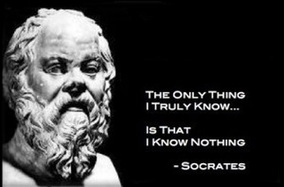 The Only Thing
I Truly Know...
Is That
I Know Nothing
- Socrates